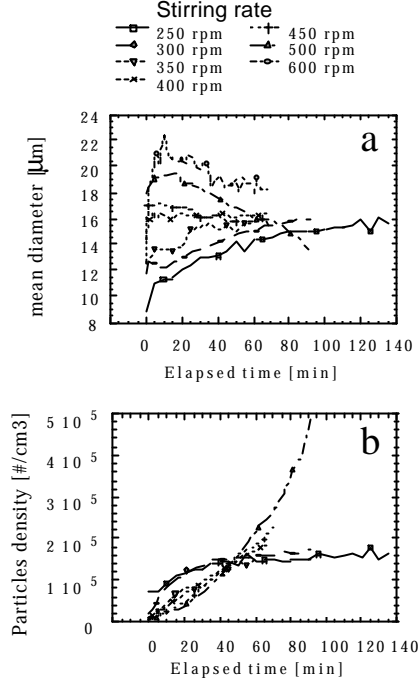 Stirring rate
250 rpm
300 rpm
350 rpm
400 rpm
450 rpm
500 rpm
600 rpm
a
mean diameter [µm]
24
22
20
18
16
14
12
10
8
0 20 40 60 80 100 120 140
Elapsed time [min]
b
Particles density [#/cm3]
5 10 5
4 10 5
3 10 5
2 10 5
1 10 5
0
0 20 40 60 80 100 120 140
Elapsed time [min]